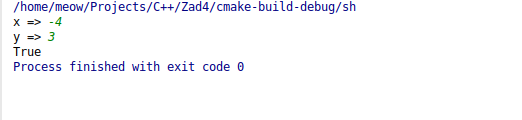 /home/meow/Projects/C++/Zad4/cmake-build-debug/sh
x => -4
y => 3
True
Process finished with exit code 0